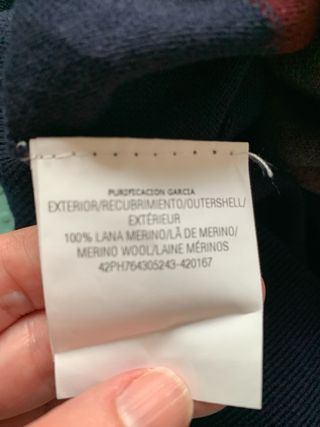 PURIFICACION GARCIA
EXTERIOR/RECUBRIMIENTO/OUTERSHELL/
EXTÉRIEUR
100% LANA MERINO/LÃ DE MERINO/
MERINO WOOL/LAINE MÉRINOS
42PH764305243-420167